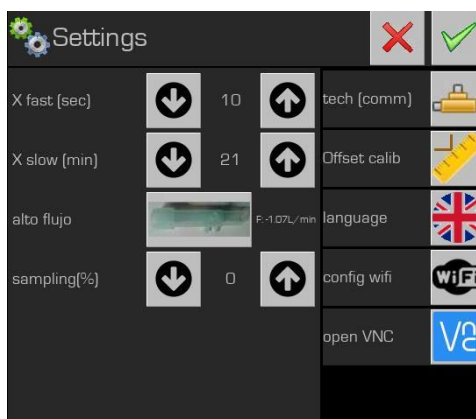 Settings
X fast (sec)
10
tech (comm)
X slow (min)
21
Offset calib
alto flujo
F: -1.07L/min
language
sampling(%)
0
config wifi
WiFi
open VNC